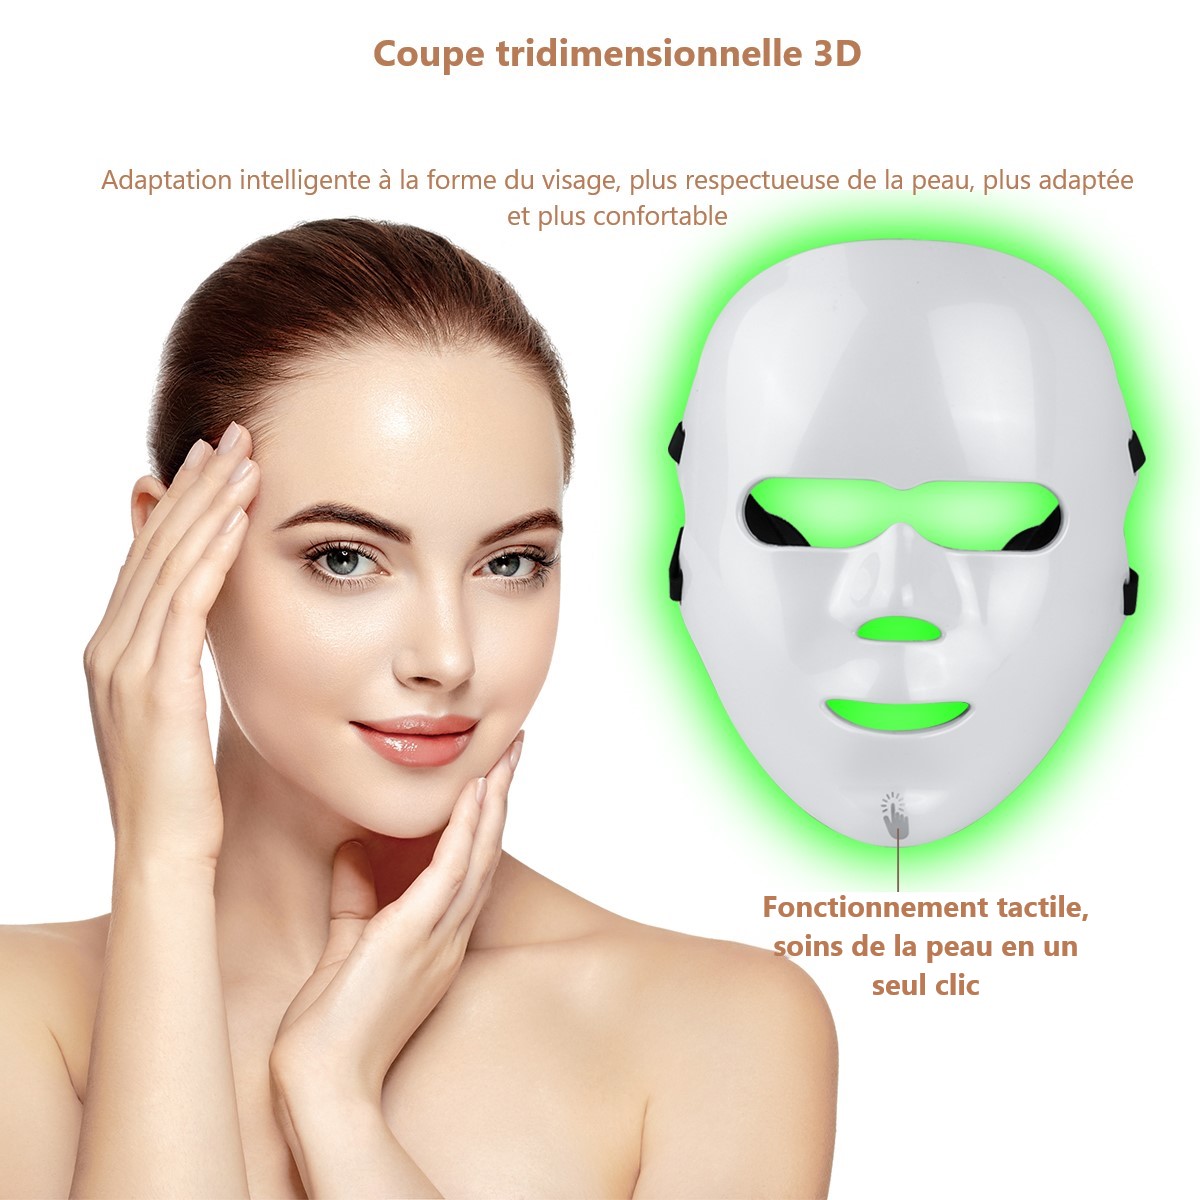 Coupe tridimensionnelle 3D
Adaptation intelligente à la forme du visage, plus respectueuse de la peau, plus adaptée
et plus confortable
Fonctionnement tactile,
soins de la peau en un
seul clic